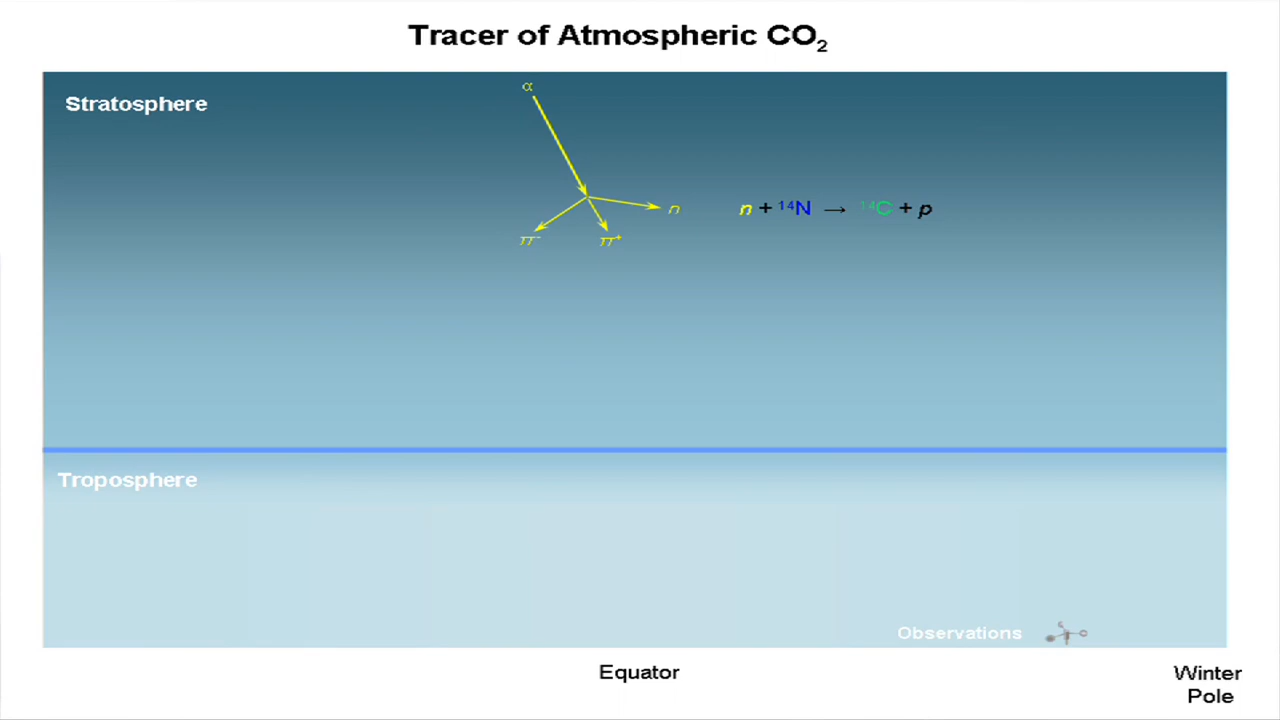 Tracer of Atmospheric CO₂
Stratosphere
α
n
n + ¹⁴N → ¹⁴C + p
π⁻
π⁺
Troposphere
Observations
Equator
Winter
Pole